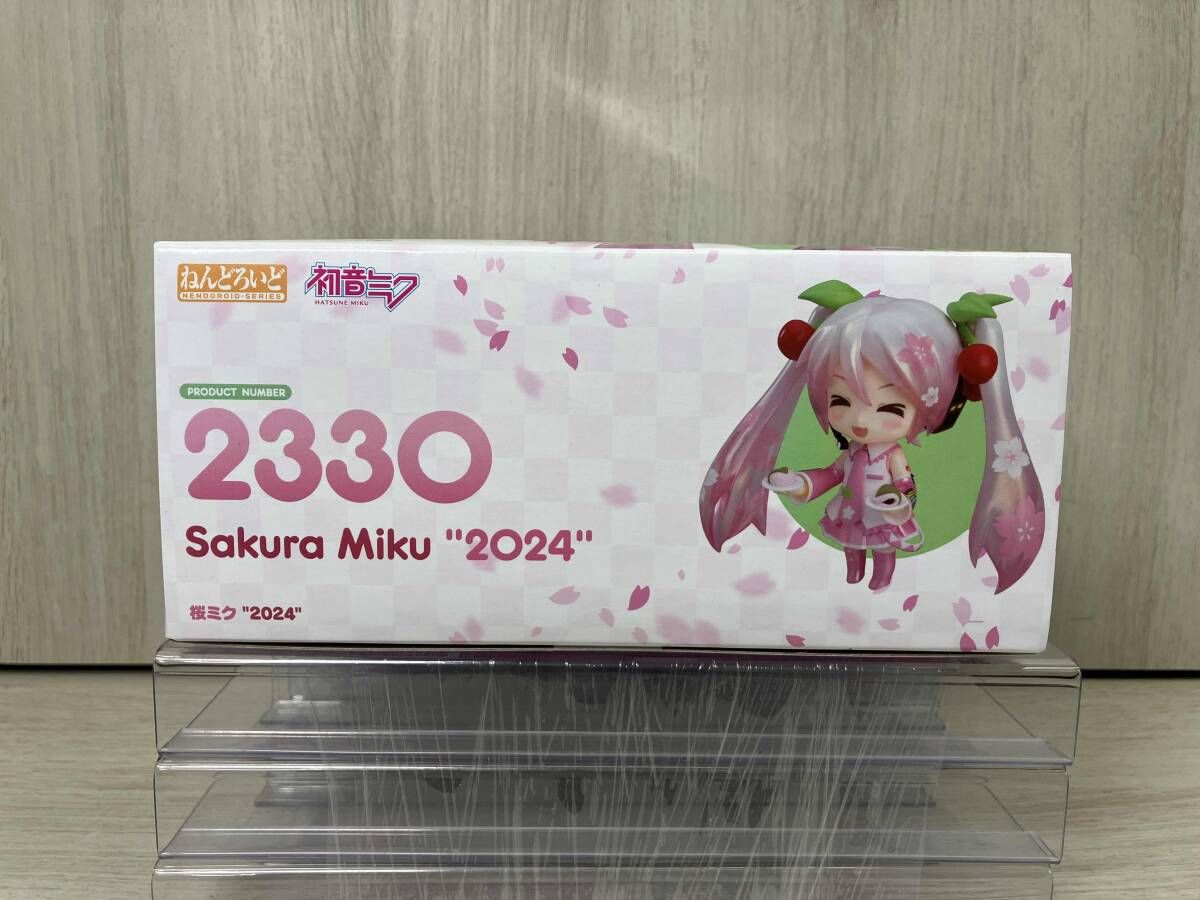 ねんどろいど
NENDOROID・SERIES
初音ミク
HATSUNE MIKU
PRODUCT NUMBER
2330
Sakura Miku "2024"
桜ミク "2024"